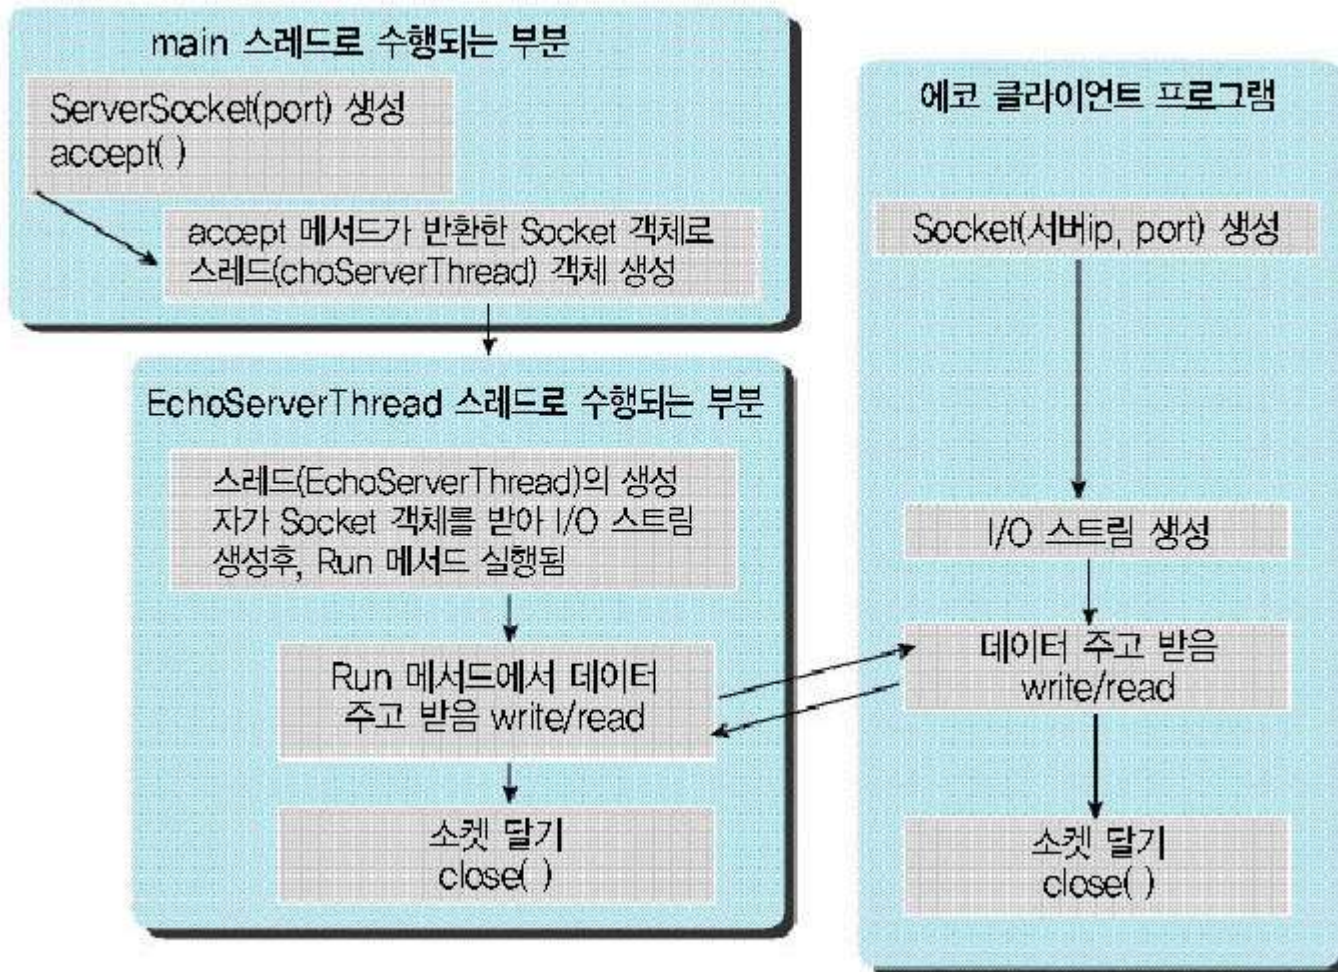 main 스레드로 수행되는 부분
ServerSocket(port) 생성
accept( )
accept 메서드가 반환한 Socket 객체로
스레드(choServerThread) 객체 생성
EchoServerThread 스레드로 수행되는 부분
스레드(EchoServerThread)의 생성
자가 Socket 객체를 받아 I/O 스트림
생성후, Run 메서드 실행됨
Run 메서드에서 데이터
주고 받음 write/read
소켓 닫기
close( )
에코 클라이언트 프로그램
Socket(서버ip, port) 생성
I/O 스트림 생성
데이터 주고 받음
write/read
소켓 닫기
close( )